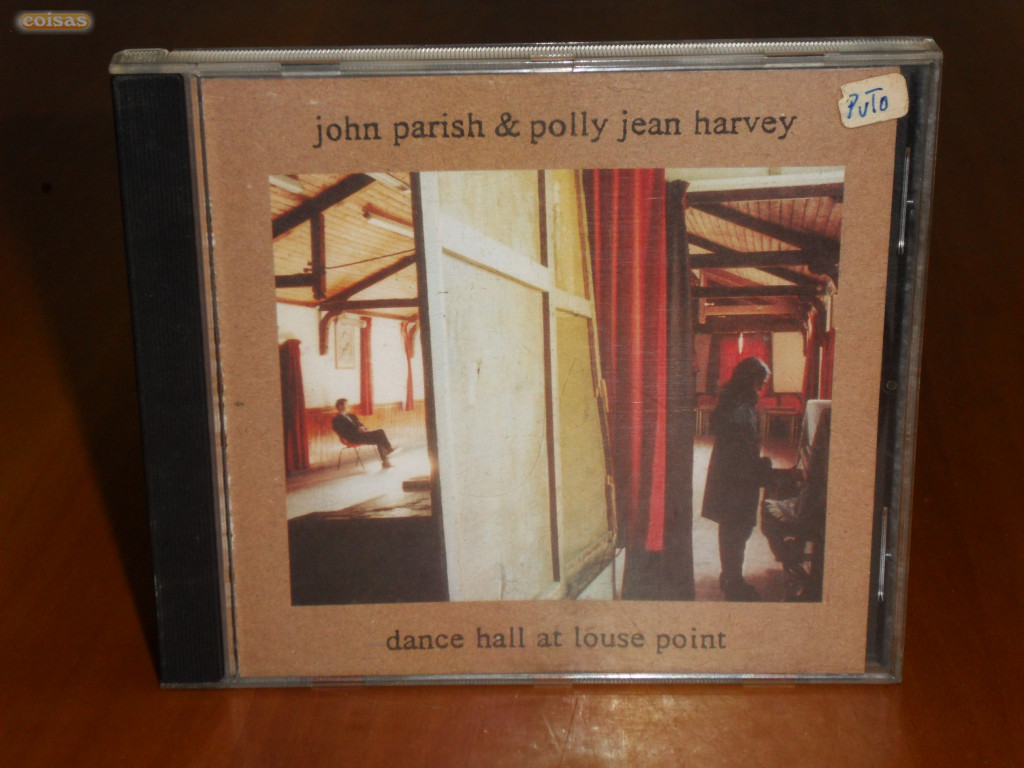 coisas
PUTO
john parish & polly jean harvey
dance hall at louse point